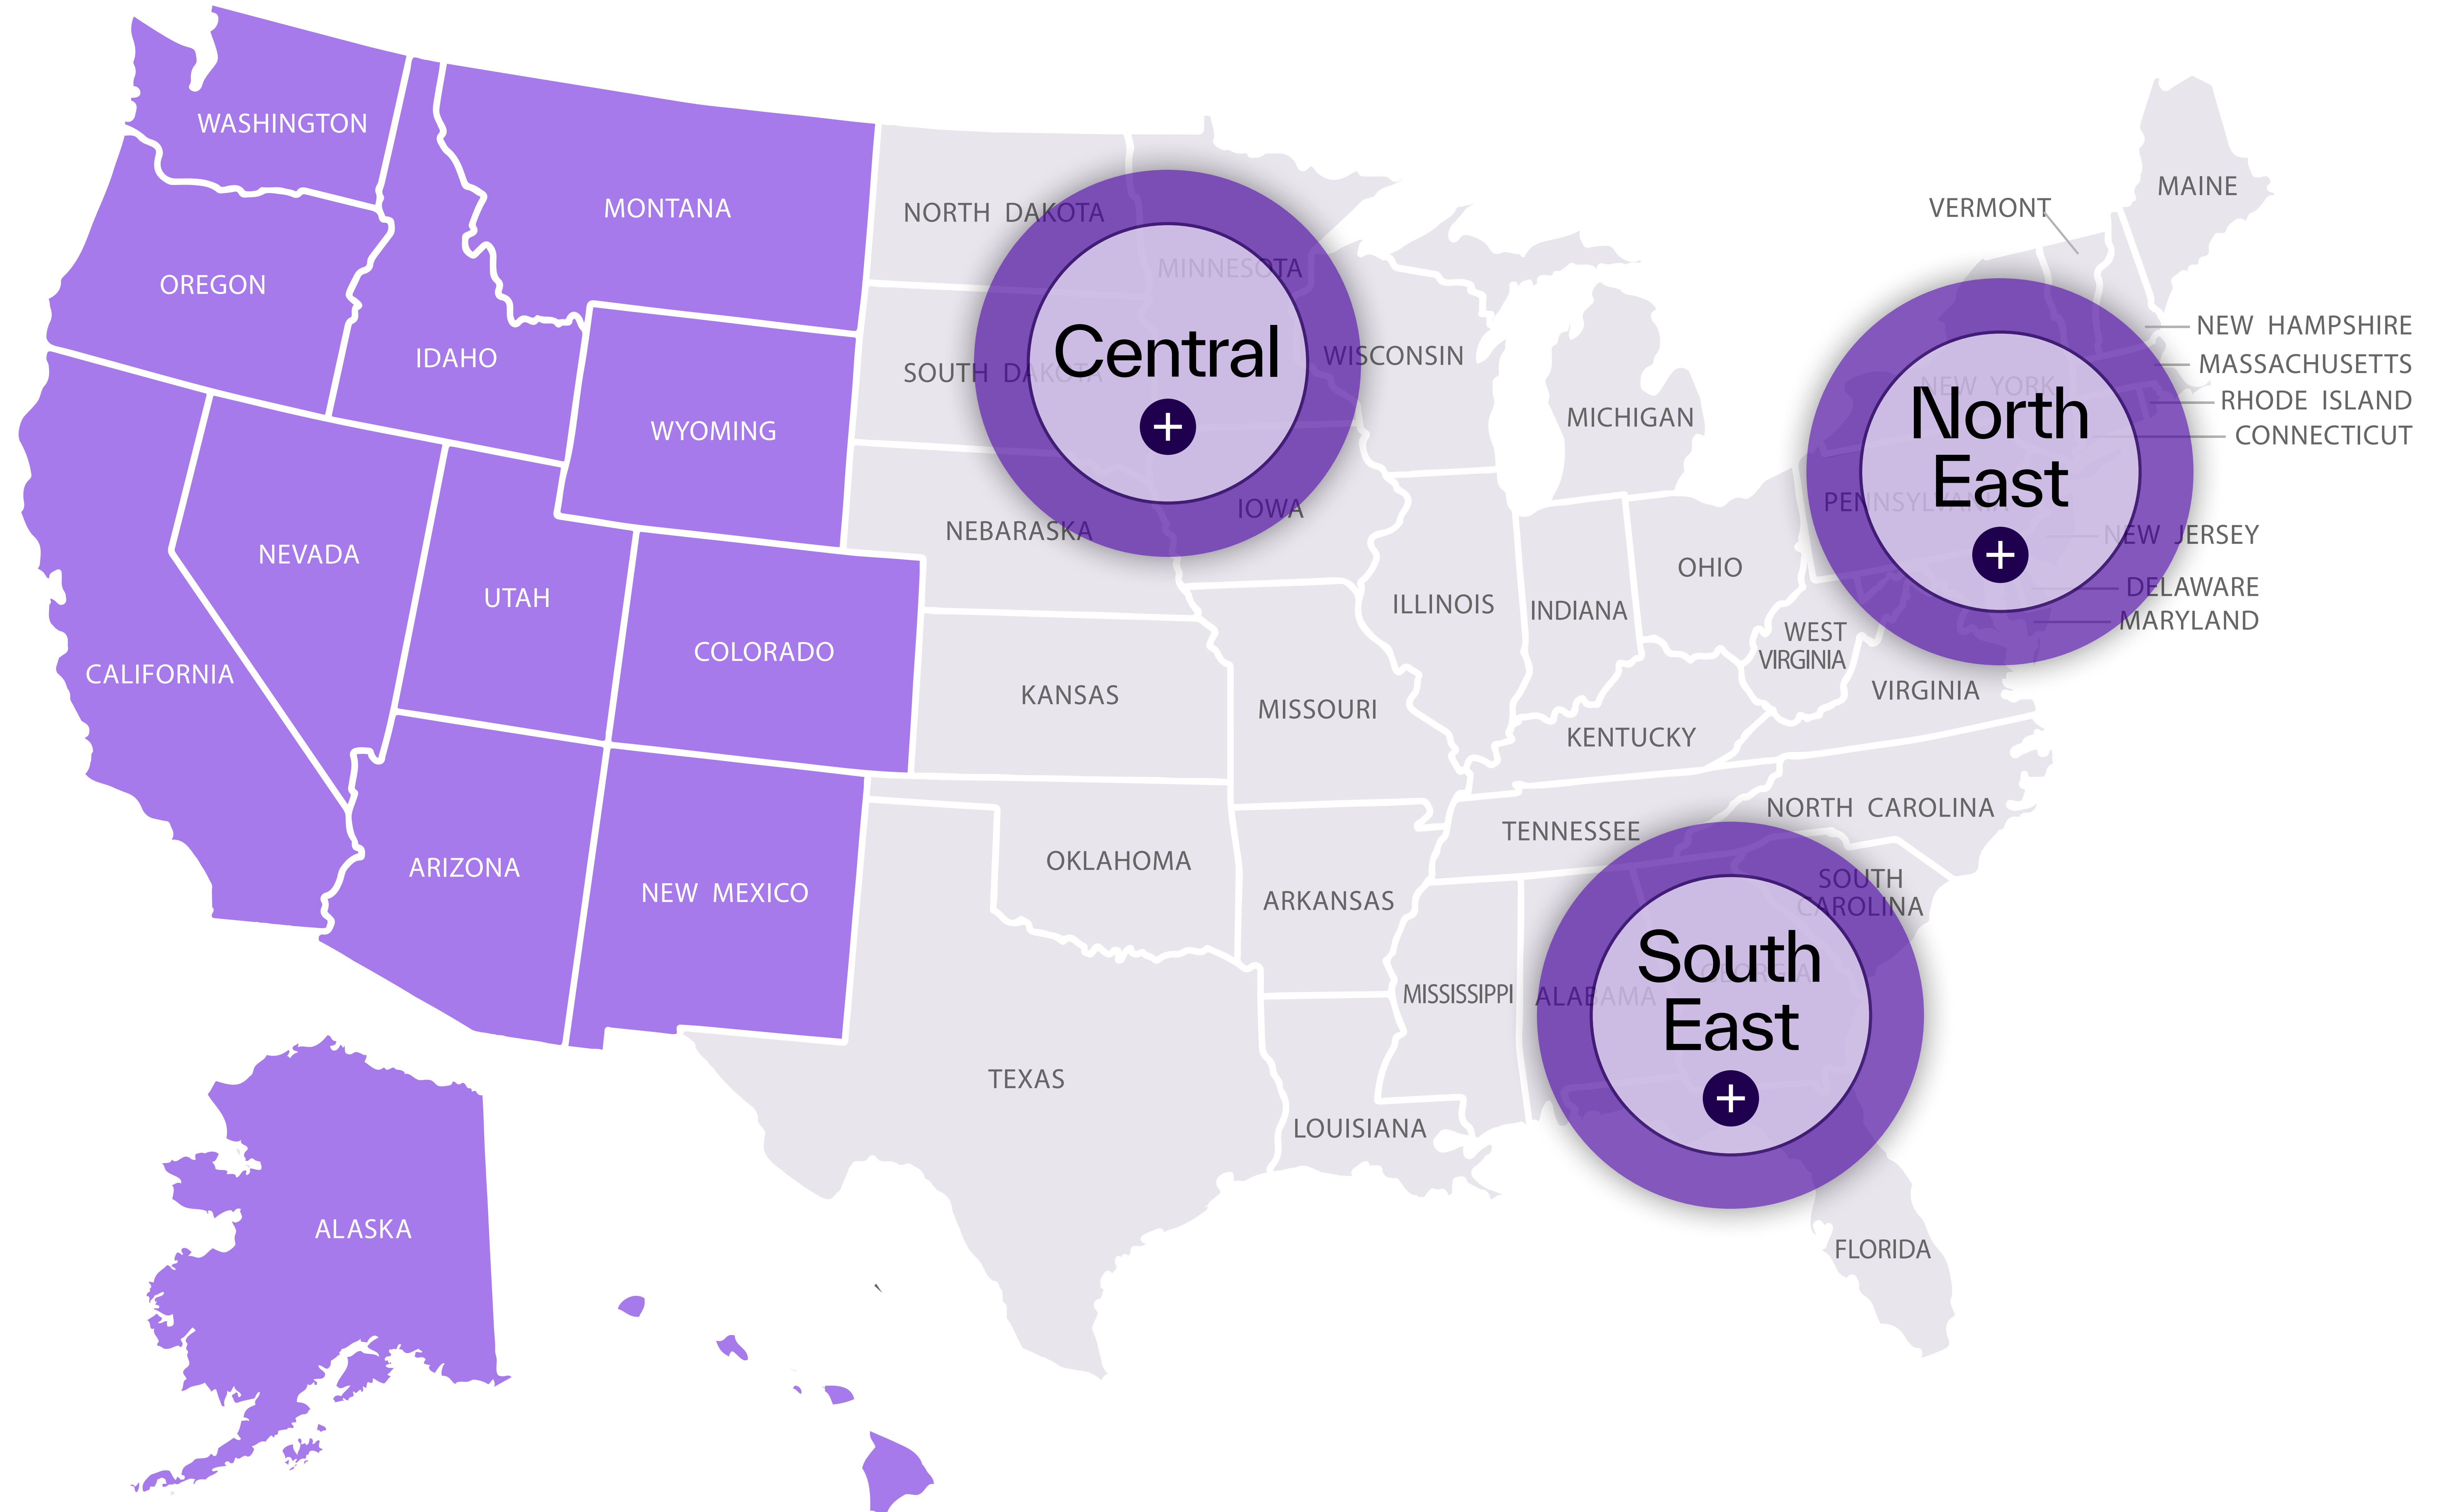 WASHINGTON
MONTANA
OREGON
IDAHO
WYOMING
NEVADA
UTAH
COLORADO
CALIFORNIA
ARIZONA
NEW MEXICO
ALASKA
NORTH DAKOTA
MINNESOTA
SOUTH DAKOTA
Central
+
WISCONSIN
MICHIGAN
NEBARASKA
IOWA
ILLINOIS
INDIANA
OHIO
KANSAS
MISSOURI
KENTUCKY
WEST
VIRGINIA
VIRGINIA
OKLAHOMA
ARKANSAS
TENNESSEE
NORTH CAROLINA
SOUTH
CAROLINA
MISSISSIPPI
ALABAMA
GEORGIA
South
East
+
TEXAS
LOUISIANA
FLORIDA
MAINE
VERMONT
NEW HAMPSHIRE
MASSACHUSETTS
RHODE ISLAND
CONNECTICUT
NEW YORK
North
East
+
PENNSYLVANIA
NEW JERSEY
DELAWARE
MARYLAND